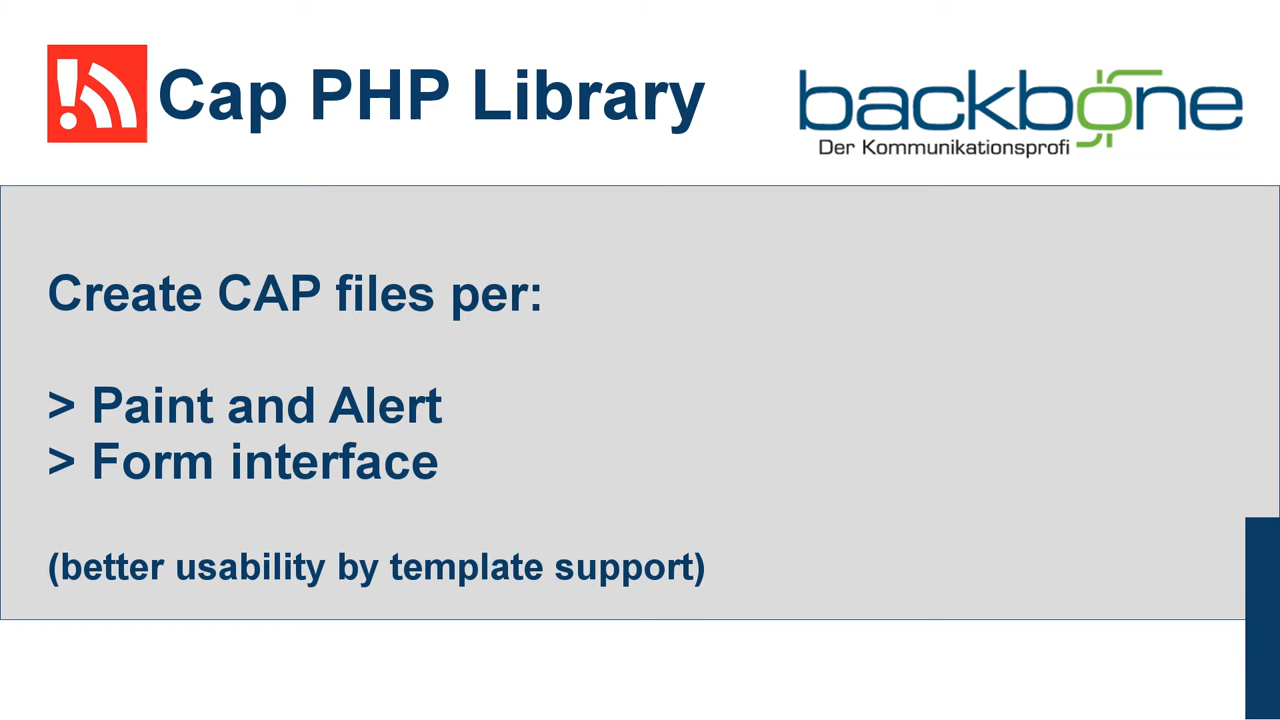 Cap PHP Library
backbone
Der Kommunikationsprofi
Create CAP files per:
> Paint and Alert
> Form interface
(better usability by template support)